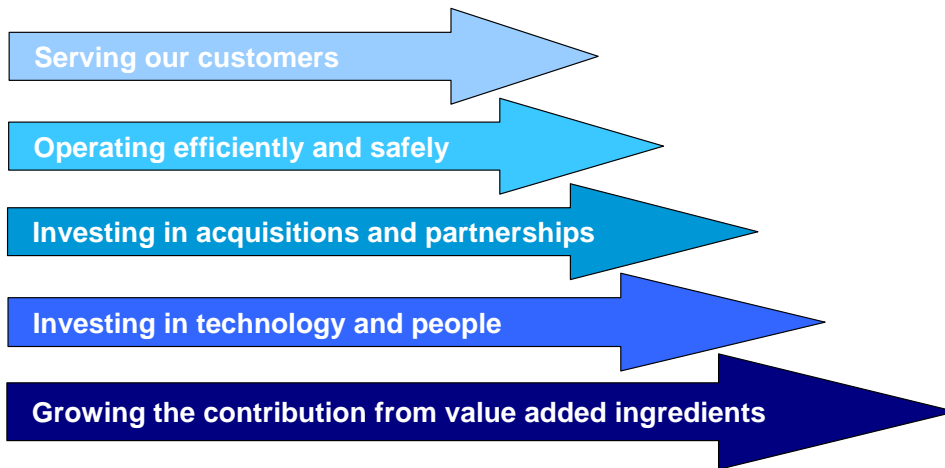 Serving our customers
Operating efficiently and safely
Investing in acquisitions and partnerships
Investing in technology and people
Growing the contribution from value added ingredients